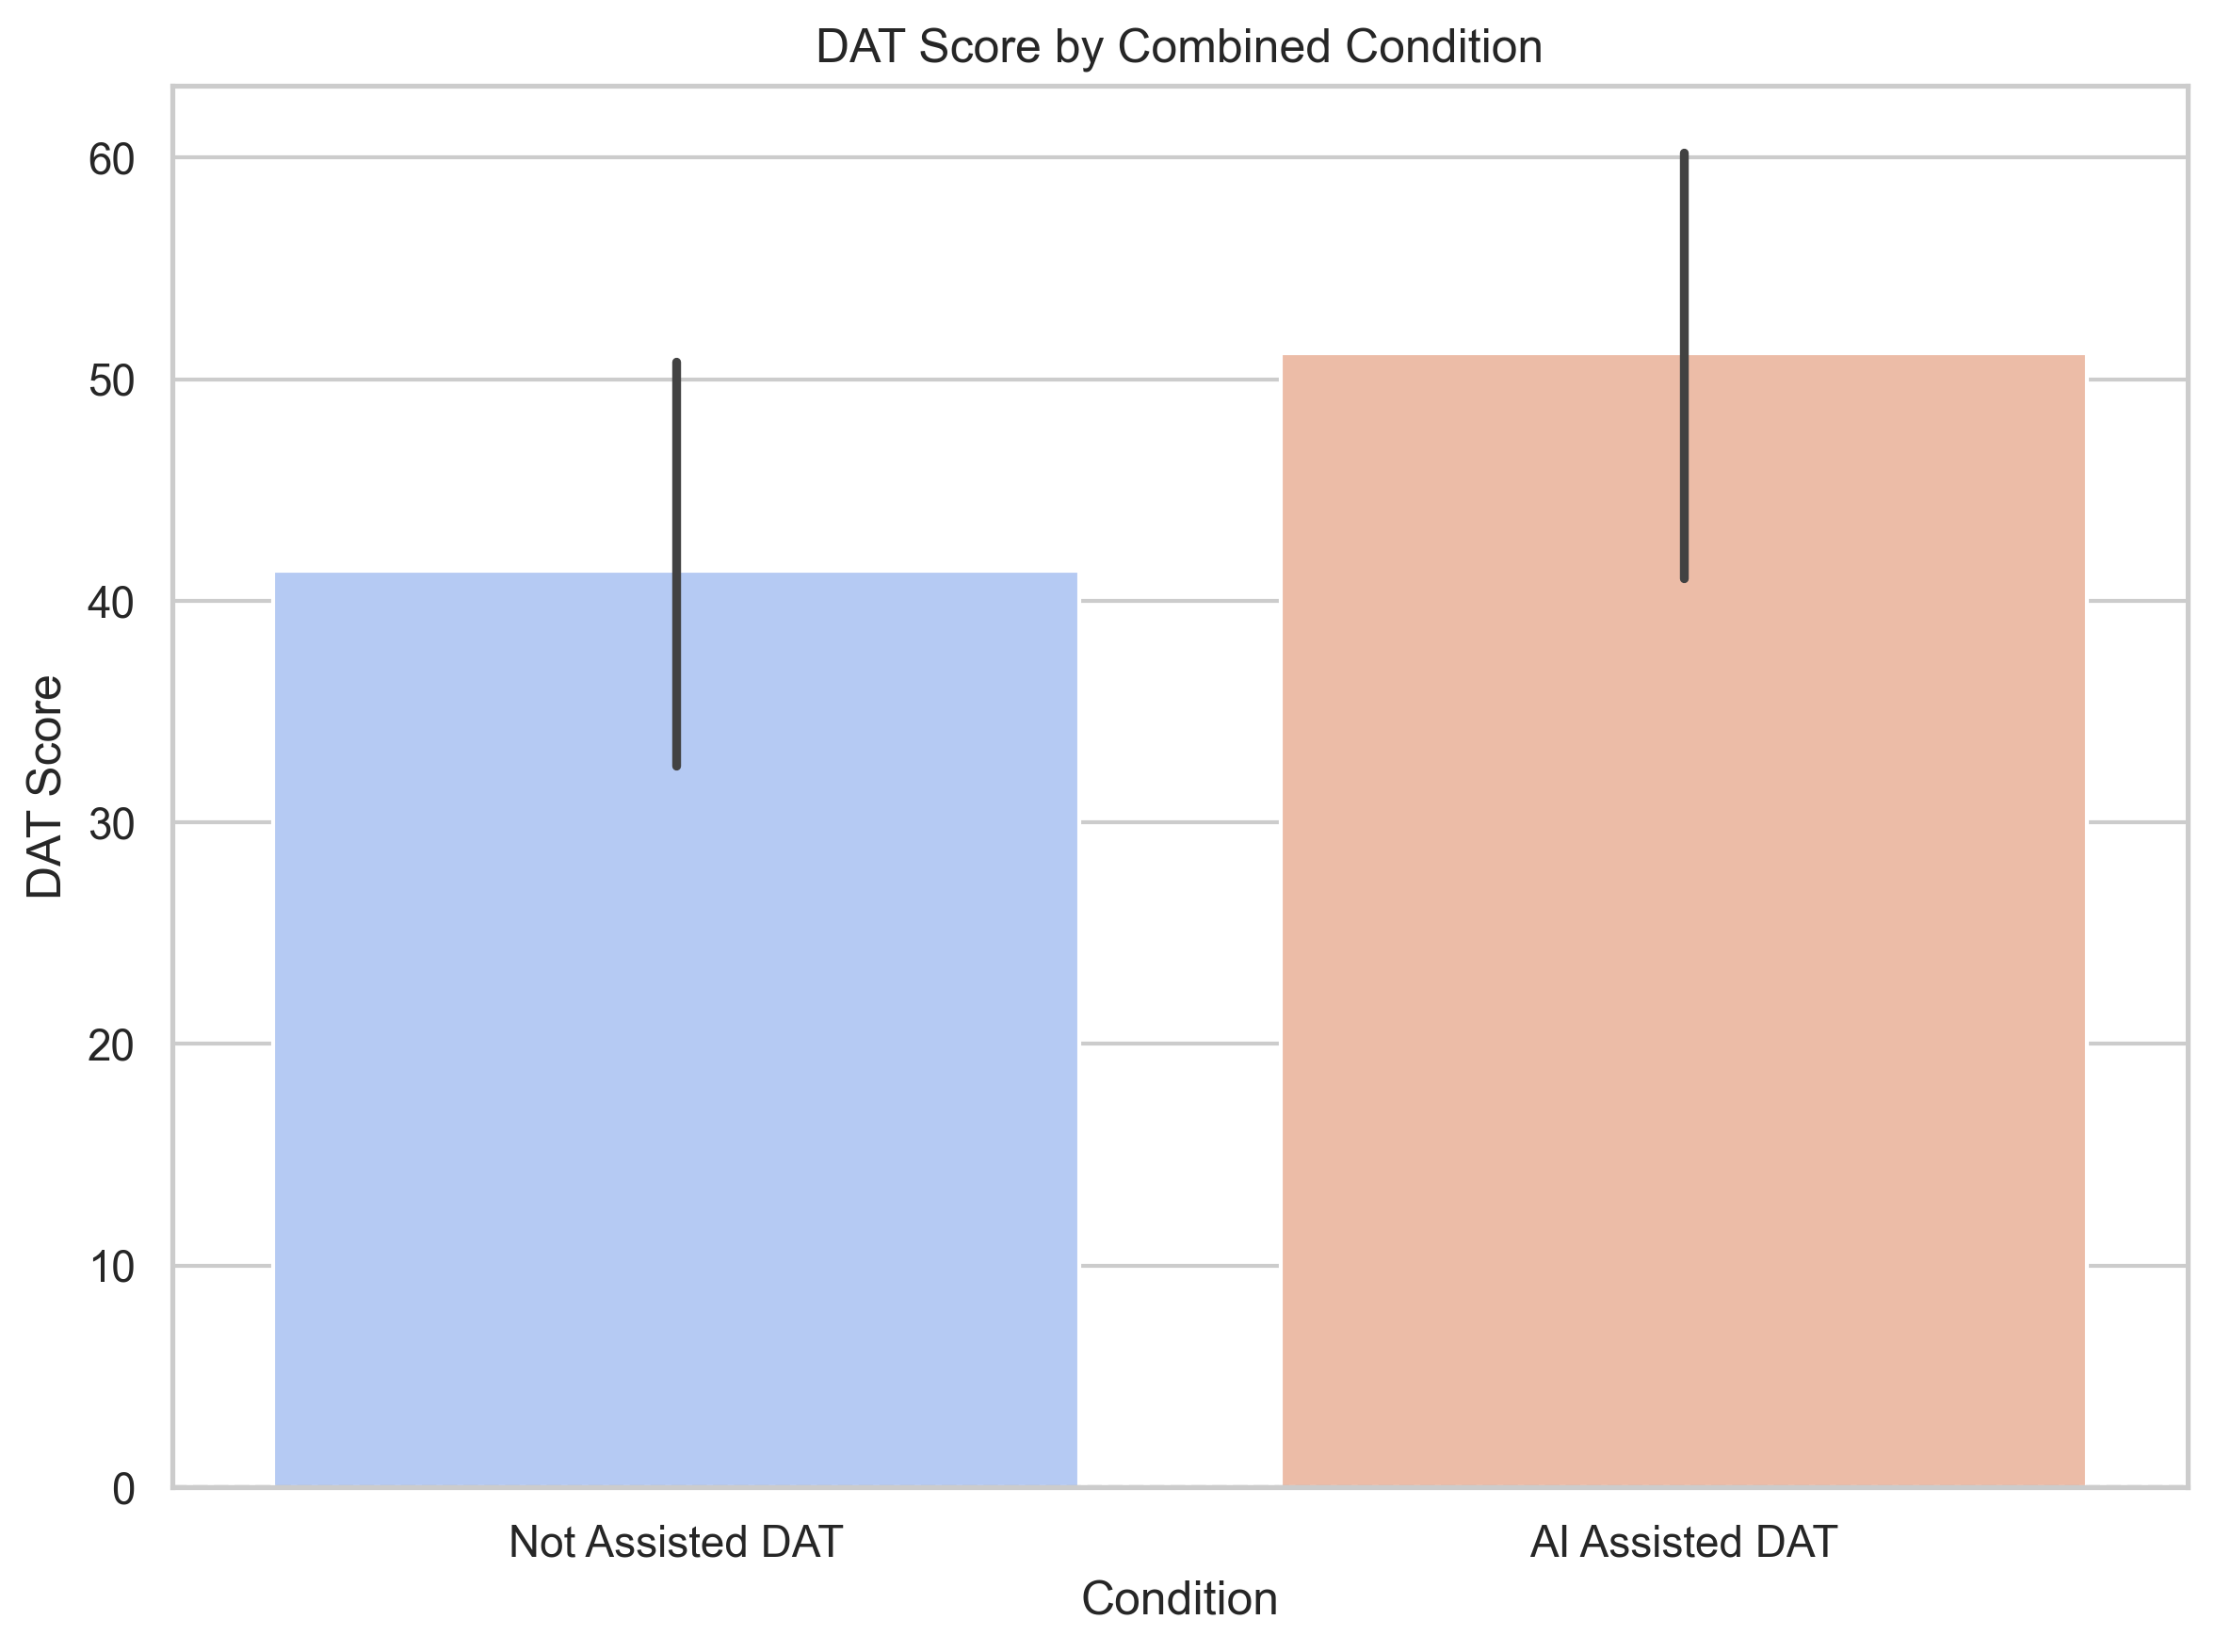 DAT Score by Combined Condition
60
50
40
30
20
10
0
DAT Score
Not Assisted DAT
AI Assisted DAT
Condition